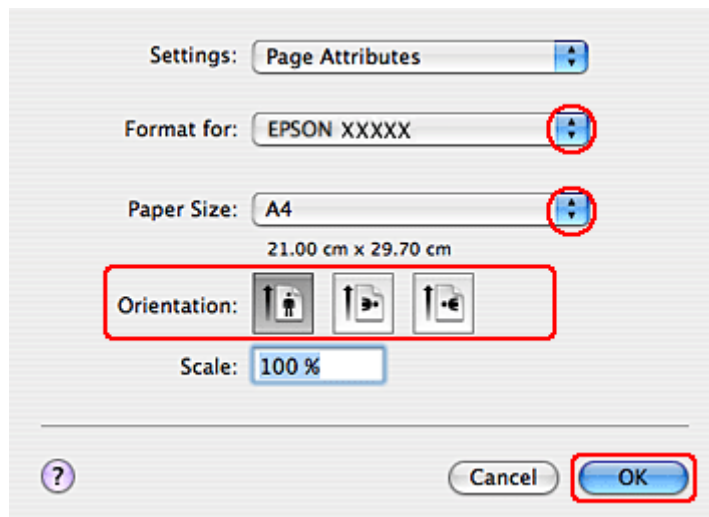 Settings: Page Attributes
Format for: EPSON XXXXX
Paper Size: A4
21.00 cm x 29.70 cm
Orientation:
Scale: 100 %
? Cancel OK